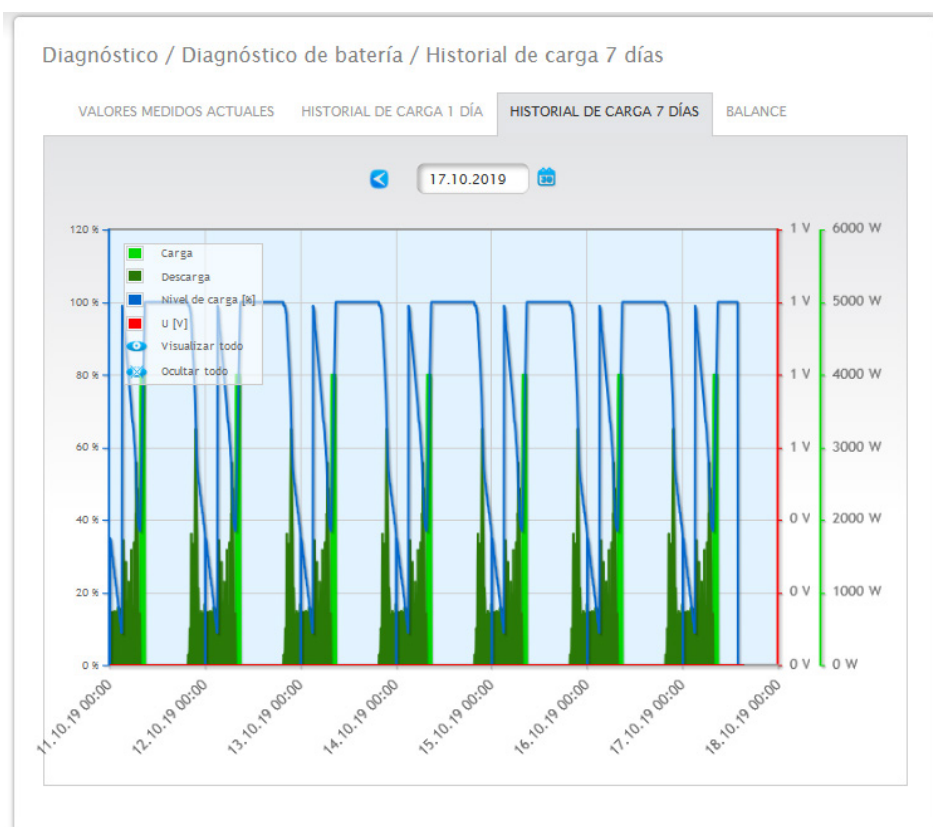 Diagnóstico / Diagnóstico de batería / Historial de carga 7 días
VALORES MEDIDOS ACTUALES HISTORIAL DE CARGA 1 DÍA HISTORIAL DE CARGA 7 DÍAS BALANCE
17.10.2019
120 % 1 V 6000 W
Carga
Descarga
100 % Nivel de carga [%] 1 V 5000 W
U [V]
Visualizar todo
80 % Ocultar todo 1 V 4000 W
60 % 1 V 3000 W
40 % 0 V 2000 W
20 % 0 V 1000 W
0 % 0 V 0 W
11.10.19 00:00 12.10.19 00:00 13.10.19 00:00 14.10.19 00:00 15.10.19 00:00 16.10.19 00:00 17.10.19 00:00 18.10.19 00:00